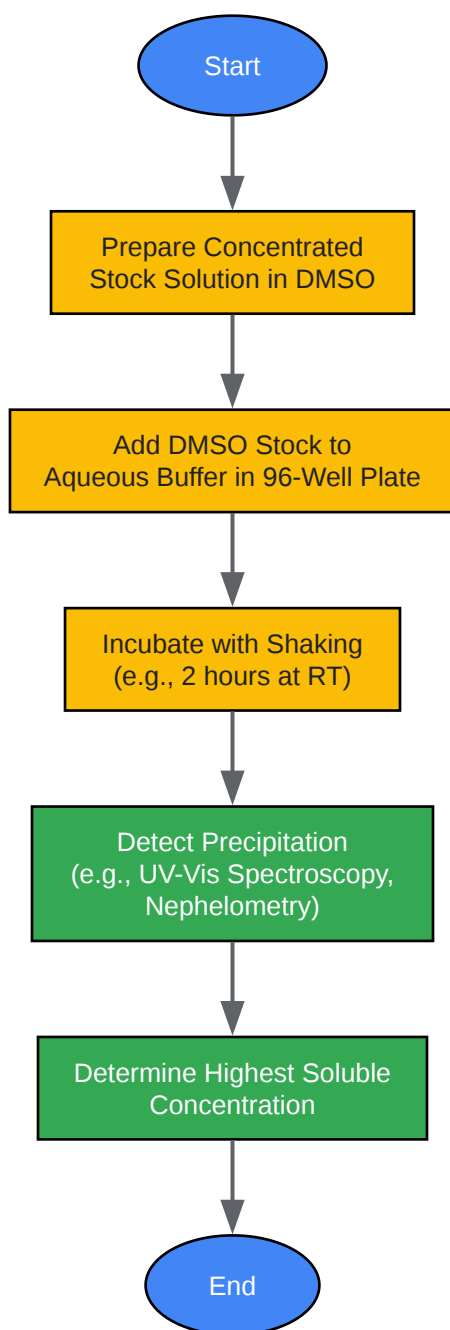 Start
Prepare Concentrated
Stock Solution in DMSO
Add DMSO Stock to
Aqueous Buffer in 96-Well Plate
Incubate with Shaking
(e.g., 2 hours at RT)
Detect Precipitation
(e.g., UV-Vis Spectroscopy,
Nephelometry)
Determine Highest Soluble
Concentration
End